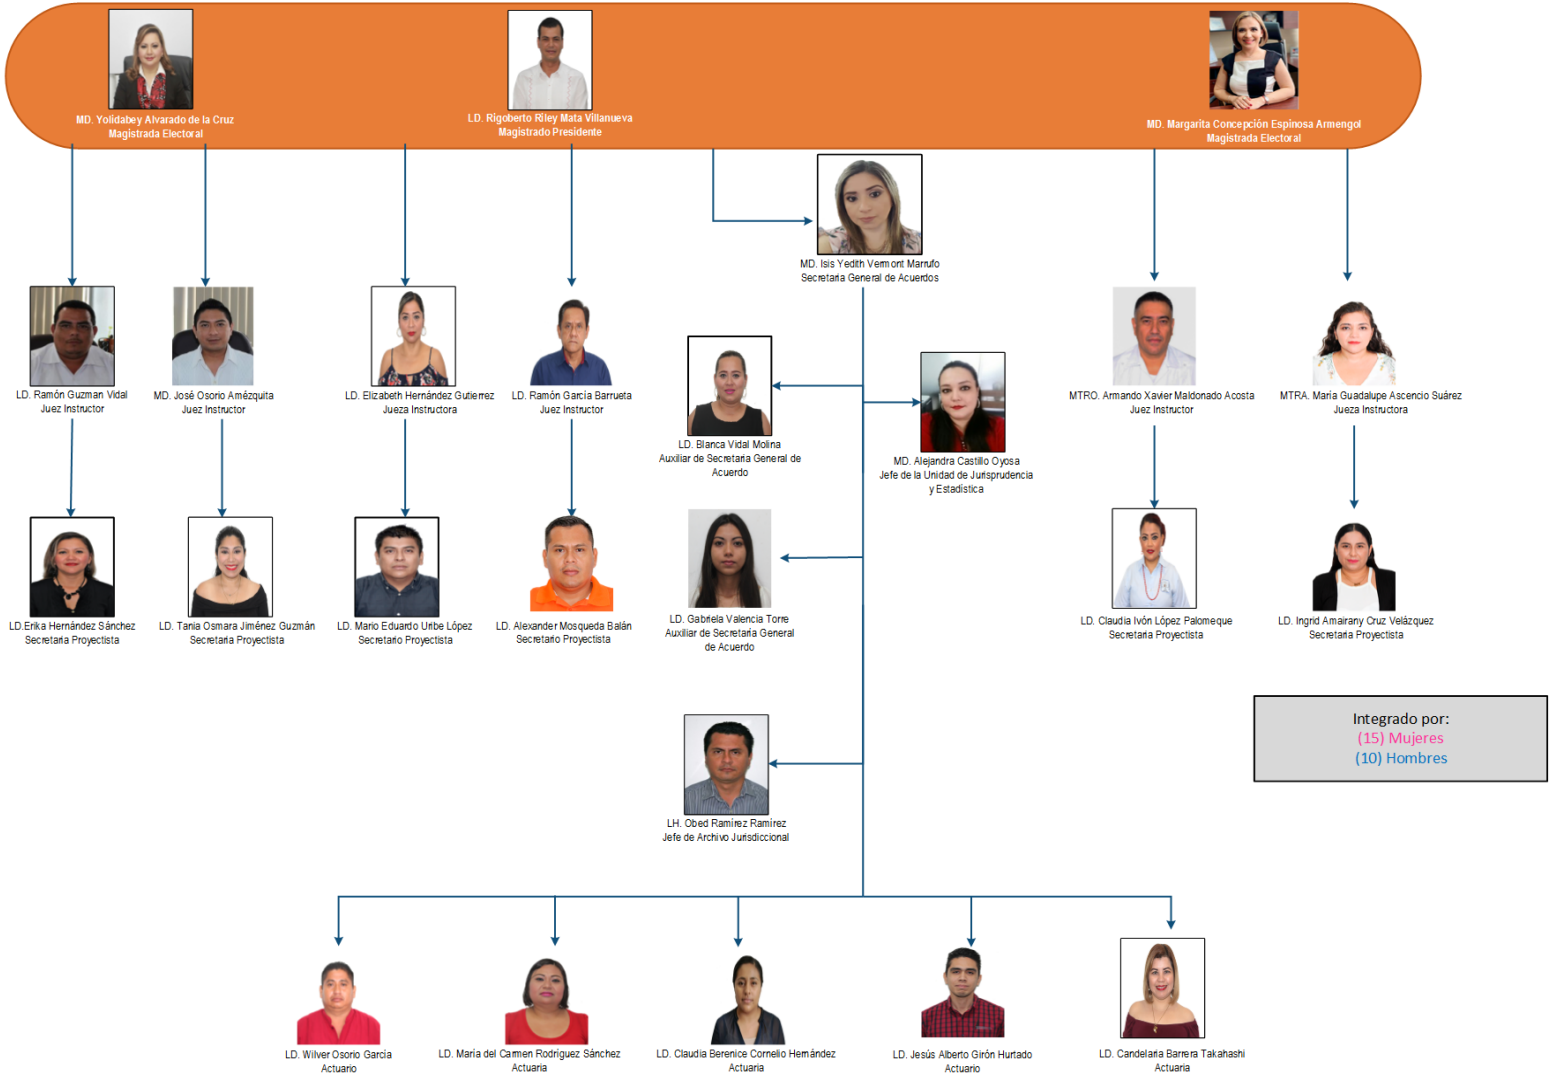 MD. Yolidabey Alvarado de la Cruz
Magistrada Electoral
LD. Rigoberto Riley Mata Villanueva
Magistrado Presidente
MD. Margarita Concepción Espinosa Armengol
Magistrada Electoral
MD. Isis Yedith Vermont Marrufo
Secretaria General de Acuerdos
LD. Ramón Guzman Vidal
Juez Instructor
MD. José Osorio Amézquita
Juez Instructor
LD. Elizabeth Hernández Gutierrez
Jueza Instructora
LD. Ramón García Barrueta
Juez Instructor
MTRO. Armando Xavier Maldonado Acosta
Juez Instructor
MTRA. María Guadalupe Ascencio Suárez
Jueza Instructora
LD. Blanca Vidal Molina
Auxiliar de Secretaria General de
Acuerdo
MD. Alejandra Castillo Oyosa
Jefe de la Unidad de Jurisprudencia
y Estadística
LD.Erika Hernández Sánchez
Secretaria Proyectista
LD. Tania Osmara Jiménez Guzmán
Secretaria Proyectista
LD. Mario Eduardo Uribe López
Secretario Proyectista
LD. Alexander Mosqueda Balán
Secretario Proyectista
LD. Gabriela Valencia Torre
Auxiliar de Secretaría General
de Acuerdo
LD. Claudia Ivón López Palomeque
Secretaria Proyectista
LD. Ingrid Amairany Cruz Velázquez
Secretaria Proyectista
Integrado por:
(15) Mujeres
(10) Hombres
LH. Obed Ramírez Ramírez
Jefe de Archivo Jurisdiccional
LD. Wilver Osorio García
Actuario
LD. María del Carmen Rodríguez Sánchez
Actuaria
LD. Claudia Berenice Cornelio Hernández
Actuaria
LD. Jesús Alberto Girón Hurtado
Actuario
LD. Candelaria Barrera Takahashi
Actuaria